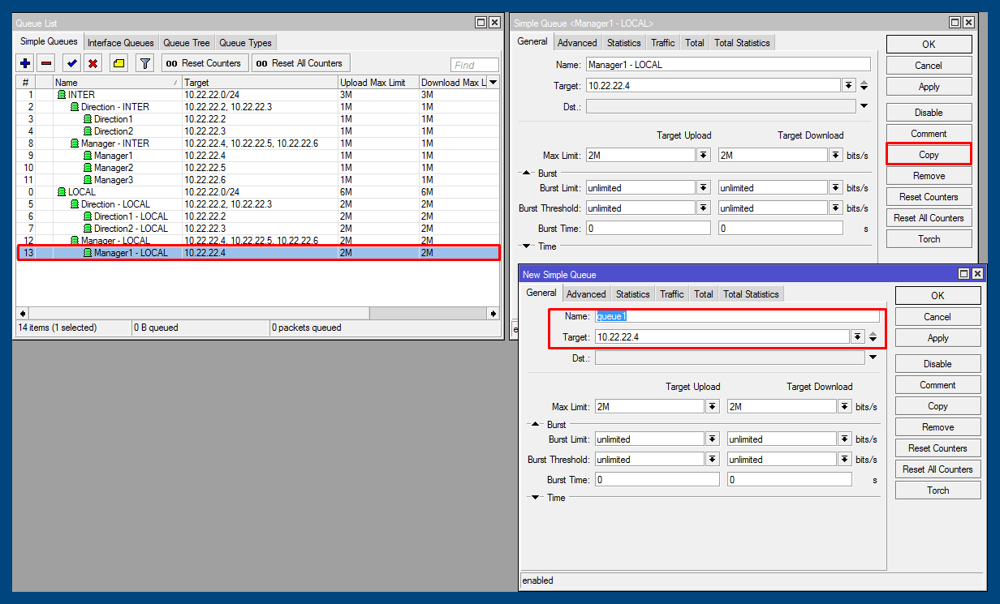 Queue List
Simple Queues Interface Queues Queue Tree Queue Types
00 Reset Counters 00 Reset All Counters Find
# Name / Target Upload Max Limit Download Max L
1 INTER 10.22.22.0/24 3M 3M
2 Direction - INTER 10.22.22.2, 10.22.22.3 1M 1M
3 Direction1 10.22.22.2 1M 1M
4 Direction2 10.22.22.3 1M 1M
8 Manager - INTER 10.22.22.4, 10.22.22.5, 10.22.22.6 1M 1M
9 Manager1 10.22.22.4 1M 1M
10 Manager2 10.22.22.5 1M 1M
11 Manager3 10.22.22.6 1M 1M
0 LOCAL 10.22.22.0/24 6M 6M
5 Direction - LOCAL 10.22.22.2, 10.22.22.3 2M 2M
6 Direction1 - LOCAL 10.22.22.2 2M 2M
7 Direction2 - LOCAL 10.22.22.3 2M 2M
12 Manager - LOCAL 10.22.22.4, 10.22.22.5, 10.22.22.6 2M 2M
13 Manager1 - LOCAL 10.22.22.4 2M 2M
14 items (1 selected) 0 B queued 0 packets queued
Simple Queue <Manager1 - LOCAL>
General Advanced Statistics Traffic Total Total Statistics
Name: Manager1 - LOCAL
Target: 10.22.22.4
Dst.:
Target Upload Target Download
Max Limit: 2M 2M bits/s
Burst
Burst Limit: unlimited unlimited bits/s
Burst Threshold: unlimited unlimited bits/s
Burst Time: 0 0 s
Time
OK
Cancel
Apply
Disable
Comment
Copy
Remove
Reset Counters
Reset All Counters
Torch
e
New Simple Queue
General Advanced Statistics Traffic Total Total Statistics
Name: queue1
Target: 10.22.22.4
Dst.:
Target Upload Target Download
Max Limit: 2M 2M bits/s
Burst
Burst Limit: unlimited unlimited bits/s
Burst Threshold: unlimited unlimited bits/s
Burst Time: 0 0 s
Time
OK
Cancel
Apply
Disable
Comment
Copy
Remove
Reset Counters
Reset All Counters
Torch
enabled